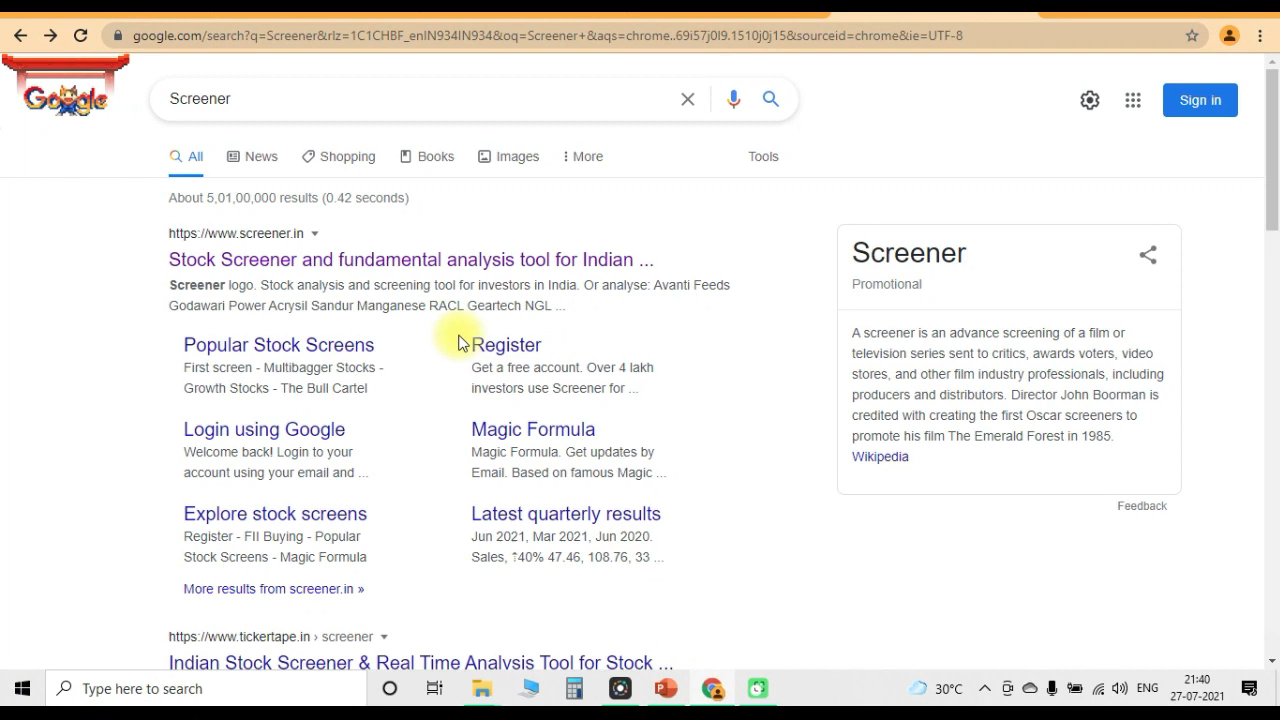 google.com/search?q=Screener&rlz=1C1CHBF_enIN934IN934&oq=Screener+&aqs=chrome..69i57j0l9.1510j0j15&sourceid=chrome&ie=UTF-8
Google
Screener
Sign in
All
News
Shopping
Books
Images
More
Tools
About 5,01,00,000 results (0.42 seconds)
https://www.screener.in
Stock Screener and fundamental analysis tool for Indian ...
Screener logo. Stock analysis and screening tool for investors in India. Or analyse: Avanti Feeds
Godawari Power Acrysil Sandur Manganese RACL Geartech NGL ...
Popular Stock Screens
First screen - Multibagger Stocks -
Growth Stocks - The Bull Cartel
Register
Get a free account. Over 4 lakh
investors use Screener for ...
Login using Google
Welcome back! Login to your
account using your email and ...
Magic Formula
Magic Formula. Get updates by
Email. Based on famous Magic ...
Explore stock screens
Register - FII Buying - Popular
Stock Screens - Magic Formula
Latest quarterly results
Jun 2021, Mar 2021, Jun 2020.
Sales, ⇡40% 47.46, 108.76, 33 ...
More results from screener.in »
https://www.tickertape.in › screener
Indian Stock Screener & Real Time Analysis Tool for Stock ...
Screener
Promotional
A screener is an advance screening of a film or
television series sent to critics, awards voters, video
stores, and other film industry professionals, including
producers and distributors. Director John Boorman is
credited with creating the first Oscar screeners to
promote his film The Emerald Forest in 1985.
Wikipedia
Feedback
Type here to search
30°C
ENG
21:40
27-07-2021